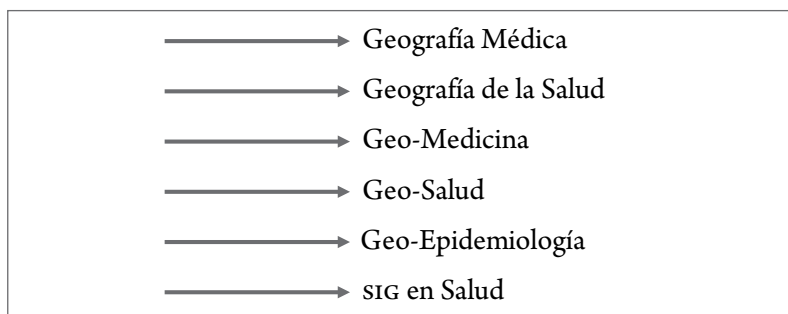 Geografía Médica
Geografía de la Salud
Geo-Medicina
Geo-Salud
Geo-Epidemiología
SIG en Salud